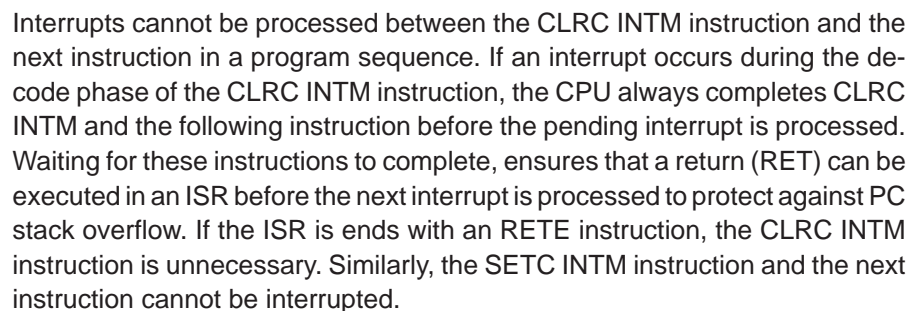 Interrupts cannot be processed between the CLRC INTM instruction and the
next instruction in a program sequence. If an interrupt occurs during the de-
code phase of the CLRC INTM instruction, the CPU always completes CLRC
INTM and the following instruction before the pending interrupt is processed.
Waiting for these instructions to complete, ensures that a return (RET) can be
executed in an ISR before the next interrupt is processed to protect against PC
stack overflow. If the ISR is ends with an RETE instruction, the CLRC INTM
instruction is unnecessary. Similarly, the SETC INTM instruction and the next
instruction cannot be interrupted.